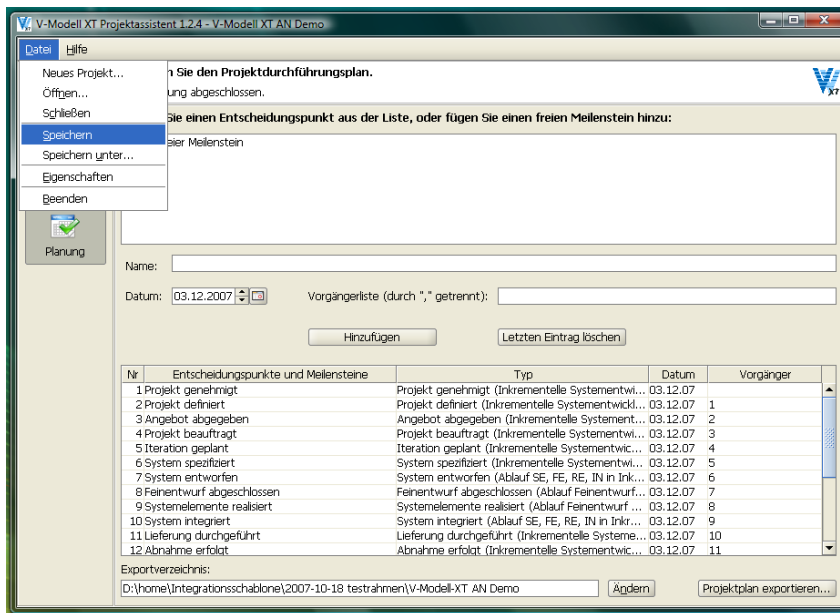 V-Modell XT Projektassistent 1.2.4 - V-Modell XT AN Demo
Datei Hilfe
Neues Projekt...
Öffnen...
Schließen
Speichern
Speichern unter...
Eigenschaften
Beenden
n Sie den Projektdurchführungsplan.
ung abgeschlossen.
XT
Sie einen Entscheidungspunkt aus der Liste, oder fügen Sie einen freien Meilenstein hinzu:
eier Meilenstein
Planung
Name:
Datum: 03.12.2007 Vorgängerliste (durch "," getrennt):
Hinzufügen Letzten Eintrag löschen
Nr Entscheidungspunkte und Meilensteine Typ Datum Vorgänger
1 Projekt genehmigt Projekt genehmigt (Inkrementelle Systementwi... 03.12.07
2 Projekt definiert Projekt definiert (Inkrementelle Systementwickl... 03.12.07 1
3 Angebot abgegeben Angebot abgegeben (Inkrementelle Systement... 03.12.07 2
4 Projekt beauftragt Projekt beauftragt (Inkrementelle Systementwi... 03.12.07 3
5 Iteration geplant Iteration geplant (Inkrementelle Systementwic... 03.12.07 4
6 System spezifiziert System spezifiziert (Inkrementelle Systementwi... 03.12.07 5
7 System entworfen System entworfen (Ablauf SE, FE, RE, IN in Ink... 03.12.07 6
8 Feinentwurf abgeschlossen Feinentwurf abgeschlossen (Ablauf Feinentwurf... 03.12.07 7
9 Systemelemente realisiert Systemelemente realisiert (Ablauf Feinentwurf ... 03.12.07 8
10 System integriert System integriert (Ablauf SE, FE, RE, IN in Inkr... 03.12.07 9
11 Lieferung durchgeführt Lieferung durchgeführt (Inkrementelle Systeme... 03.12.07 10
12 Abnahme erfolgt Abnahme erfolgt (Inkrementelle Systementwic... 03.12.07 11
Exportverzeichnis:
D:\home\Integrationsschablone\2007-10-18 testrahmen\V-Modell-XT AN Demo Ändern Projektplan exportieren...